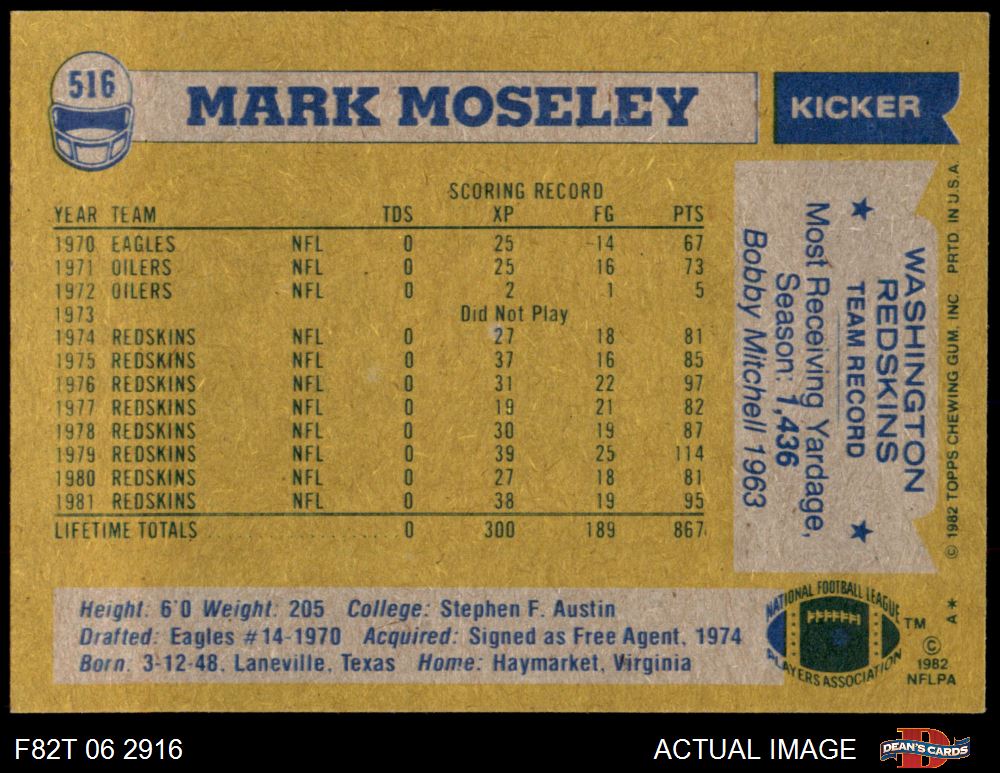 516
MARK MOSELEY
KICKER
SCORING RECORD
YEAR TEAM TDS XP FG PTS
1970 EAGLES NFL 0 25 14 67
1971 OILERS NFL 0 25 16 73
1972 OILERS NFL 0 2 1 5
1973 Did Not Play
1974 REDSKINS NFL 0 27 18 81
1975 REDSKINS NFL 0 37 16 85
1976 REDSKINS NFL 0 31 22 97
1977 REDSKINS NFL 0 19 21 82
1978 REDSKINS NFL 0 30 19 87
1979 REDSKINS NFL 0 39 25 114
1980 REDSKINS NFL 0 27 18 81
1981 REDSKINS NFL 0 38 19 95
LIFETIME TOTALS 0 300 189 867
WASHINGTON
REDSKINS
★ TEAM RECORD ★
Most Receiving Yardage,
Season: 1,436
Bobby Mitchell 1963
© 1982 TOPPS CHEWING GUM, INC PRTD. IN U.S.A.
Height: 6'0 Weight: 205 College: Stephen F. Austin
Drafted: Eagles #14-1970 Acquired: Signed as Free Agent, 1974
Born: 3-12-48, Laneville, Texas Home: Haymarket, Virginia
NATIONAL FOOTBALL LEAGUE
PLAYERS ASSOCIATION
TM
A**
©
1982
NFLPA
F82T 06 2916
ACTUAL IMAGE
DEAN'S CARDS